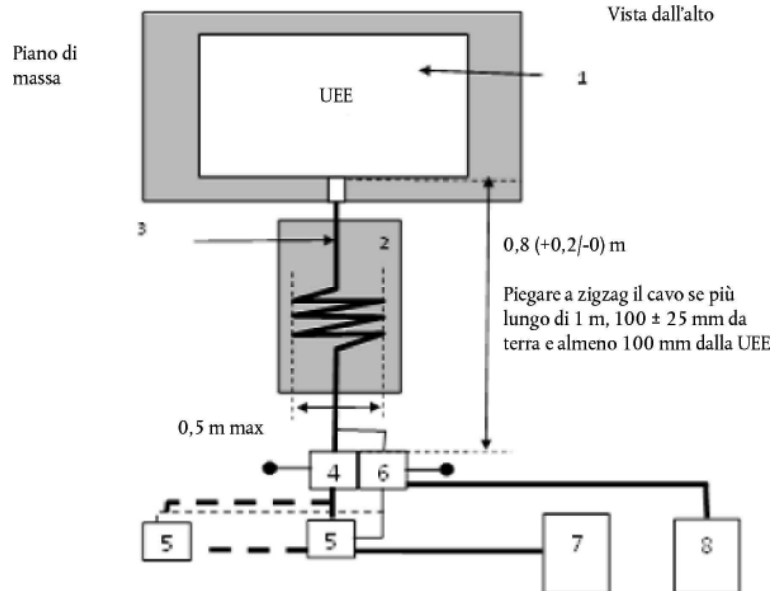 Vista dall'alto
Piano di
massa
UEE
1
3
2
0,8 (+0,2/-0) m
Piegare a zigzag il cavo se più
lungo di 1 m, 100 ± 25 mm da
terra e almeno 100 mm dalla UEE
0,5 m max
4
6
5
5
7
8